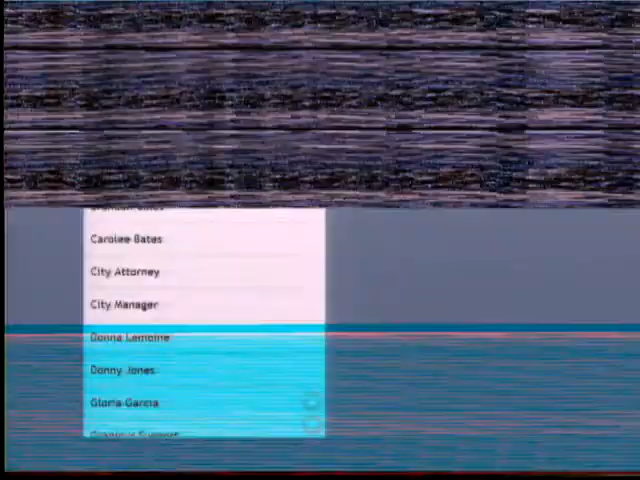 Carolee Bates
City Attorney
City Manager
Donna Lemoine
Donny Jones
Gloria Garcia